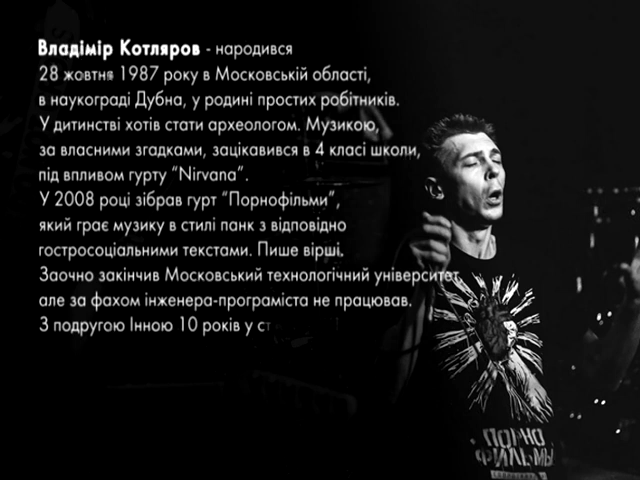 Владімір Котляров - народився
28 жовтня 1987 року в Московській області,
в наукограді Дубна, у родині простих робітників.
У дитинстві хотів стати археологом. Музикою,
за власними згадками, зацікавився в 4 класі школи,
під впливом гурту “Nirvana”.
У 2008 році зібрав гурт “Порнофільми”,
який грає музику в стилі панк з відповідно
гостросоціальними текстами. Пише вірші.
Заочно закінчив Московський технологічний університет,
але за фахом інженера-програміста не працював.
З подругою Інною 10 років у ст
ПОРНО
ФИЛЬМЫ